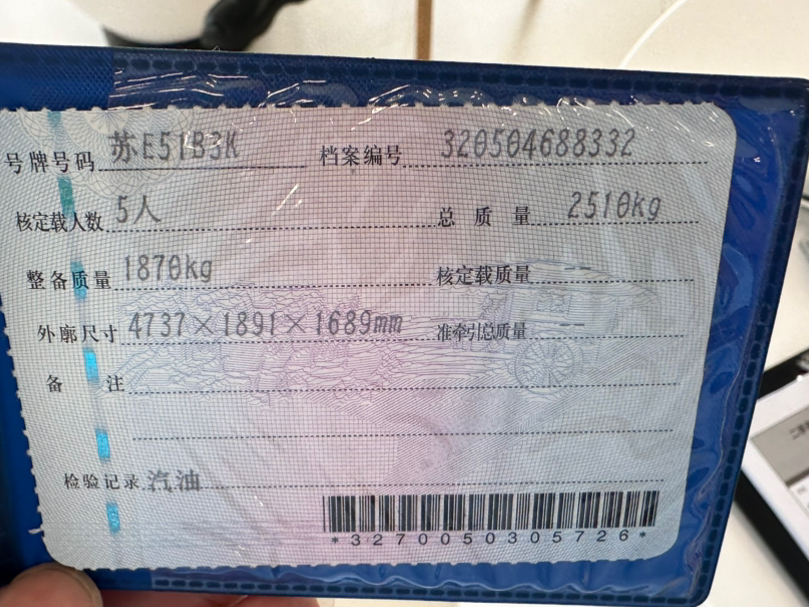 号牌号码 苏E51B3K 档案编号 320504688332
核定载人数 5人 总质量 2510kg
整备质量 1870kg 核定载质量 --
外廓尺寸 4737×1891×1689mm 准牵引总质量 --
备注
检验记录 汽油
*3270050305726*